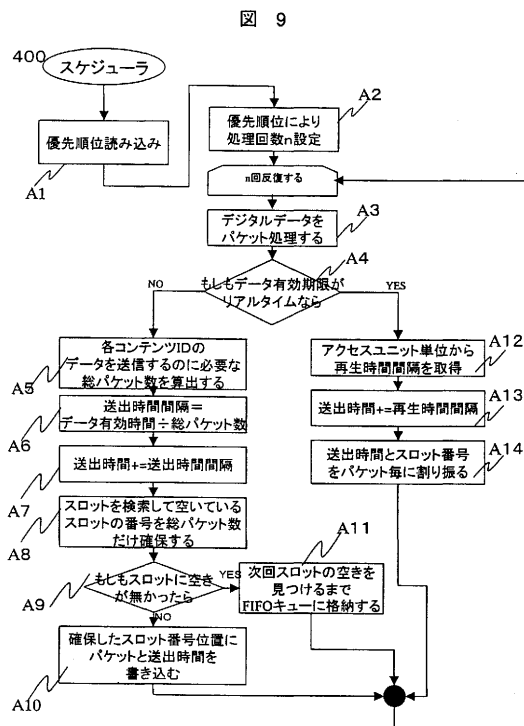 図 9
400
スケジューラ
優先順位読み込み
A1
A2
優先順位により
処理回数n設定
n回反復する
A3
デジタルデータを
パケット処理する
A4
もしもデータ有効期限が
リアルタイムなら
NO
YES
各コンテンツIDの
データを送信するのに必要な
総パケット数を算出する
A5
送出時間間隔=
データ有効時間÷総パケット数
A6
送出時間+=送出時間間隔
A7
スロットを検索して空いている
スロットの番号を総パケット数
だけ確保する
A8
もしもスロットに空き
が無かったら
A9
YES
NO
A11
次回スロットの空きを
見つけるまで
FIFOキューに格納する
確保したスロット番号位置に
パケットと送出時間を
書き込む
A10
アクセスユニット単位から
再生時間間隔を取得
A12
送出時間+=再生時間間隔
A13
送出時間とスロット番号
をパケット毎に割り振る
A14